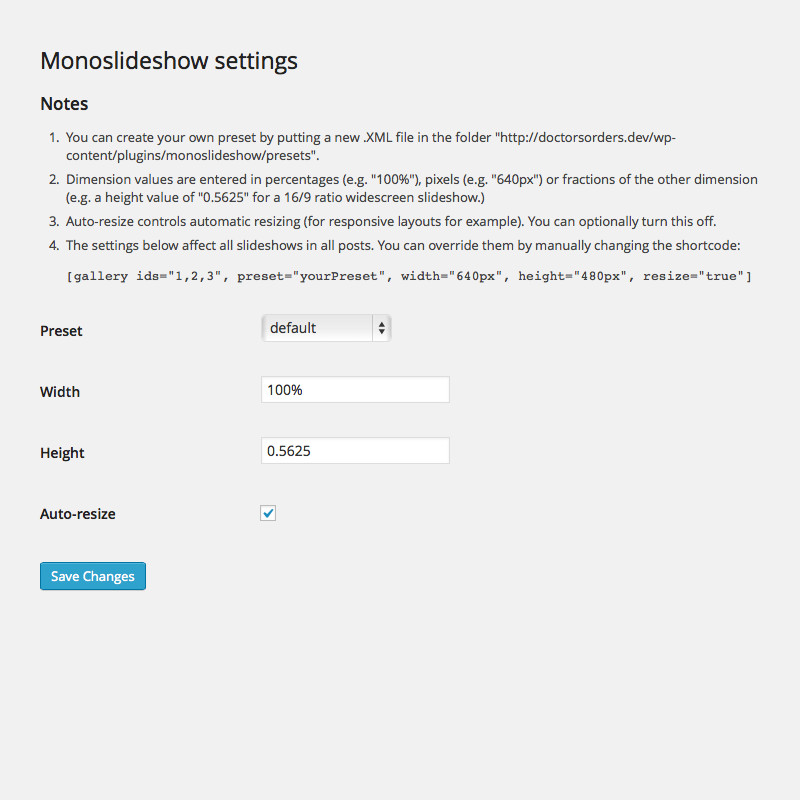 Monoslideshow settings
Notes
1. You can create your own preset by putting a new .XML file in the folder "http://doctorsorders.dev/wp-
content/plugins/monoslideshow/presets".
2. Dimension values are entered in percentages (e.g. "100%"), pixels (e.g. "640px") or fractions of the other dimension
(e.g. a height value of "0.5625" for a 16/9 ratio widescreen slideshow.)
3. Auto-resize controls automatic resizing (for responsive layouts for example). You can optionally turn this off.
4. The settings below affect all slideshows in all posts. You can override them by manually changing the shortcode:
[gallery ids="1,2,3", preset="yourPreset", width="640px", height="480px", resize="true"]
Preset default
Width 100%
Height 0.5625
Auto-resize
Save Changes